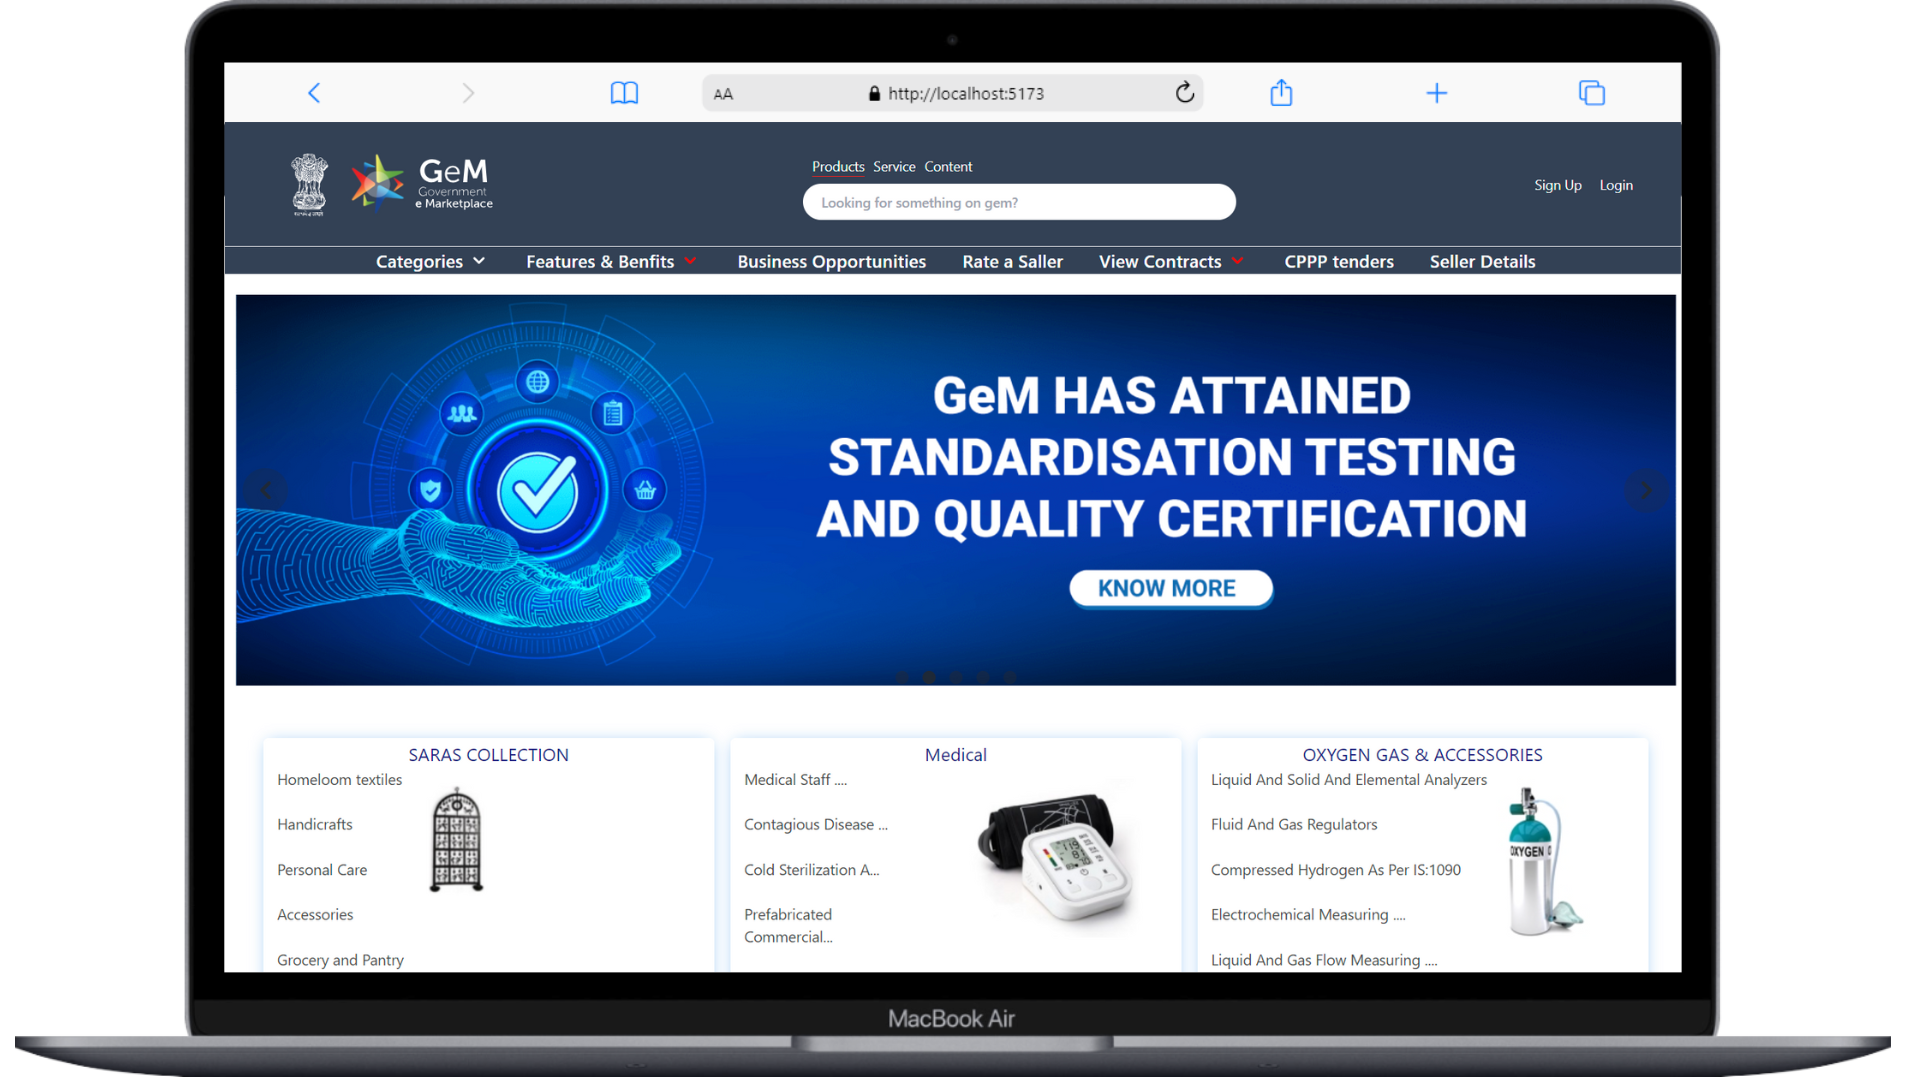 AA
http://localhost:5173
GeM
Government
e Marketplace
Products Service Content
Looking for something on gem?
Sign Up Login
Categories Features & Benfits Business Opportunities Rate a Saller View Contracts CPPP tenders Seller Details
GeM HAS ATTAINED
STANDARDISATION TESTING
AND QUALITY CERTIFICATION
KNOW MORE
SARAS COLLECTION
Homeloom textiles
Handicrafts
Personal Care
Accessories
Grocery and Pantry
Medical
Medical Staff ....
Contagious Disease ...
Cold Sterilization A...
Prefabricated
Commercial...
OXYGEN GAS & ACCESSORIES
Liquid And Solid And Elemental Analyzers
Fluid And Gas Regulators
Compressed Hydrogen As Per IS:1090
Electrochemical Measuring ....
Liquid And Gas Flow Measuring ....
OXYGEN
MacBook Air